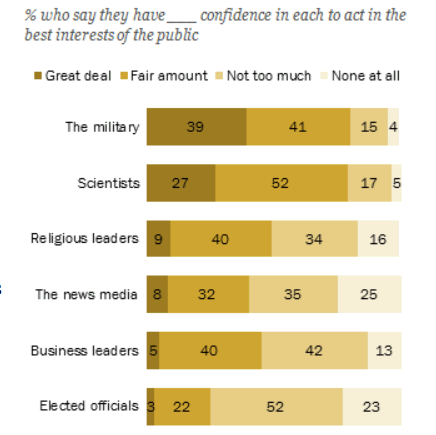 % who say they have ____ confidence in each to act in the
best interests of the public
Great deal Fair amount Not too much None at all
The military 39 41 15 4
Scientists 27 52 17 5
Religious leaders 9 40 34 16
The news media 8 32 35 25
Business leaders 5 40 42 13
Elected officials 3 22 52 23